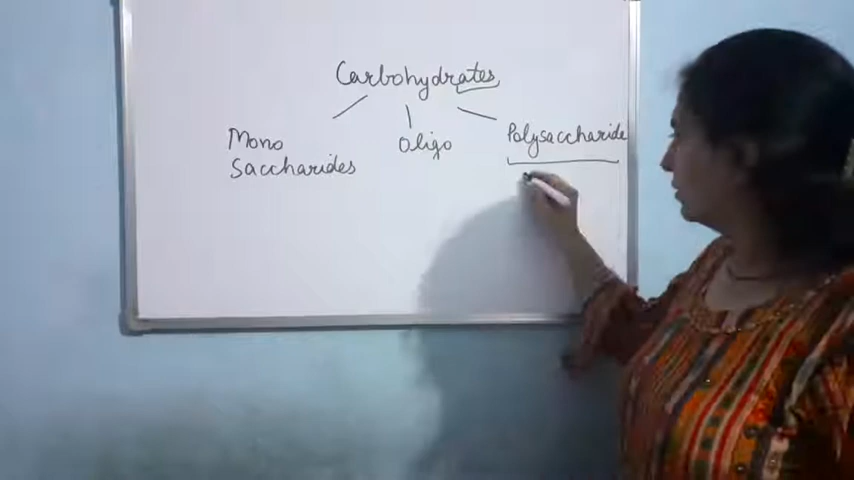 Carbohydrates
Mono
Saccharides
Oligo
Polysaccharide